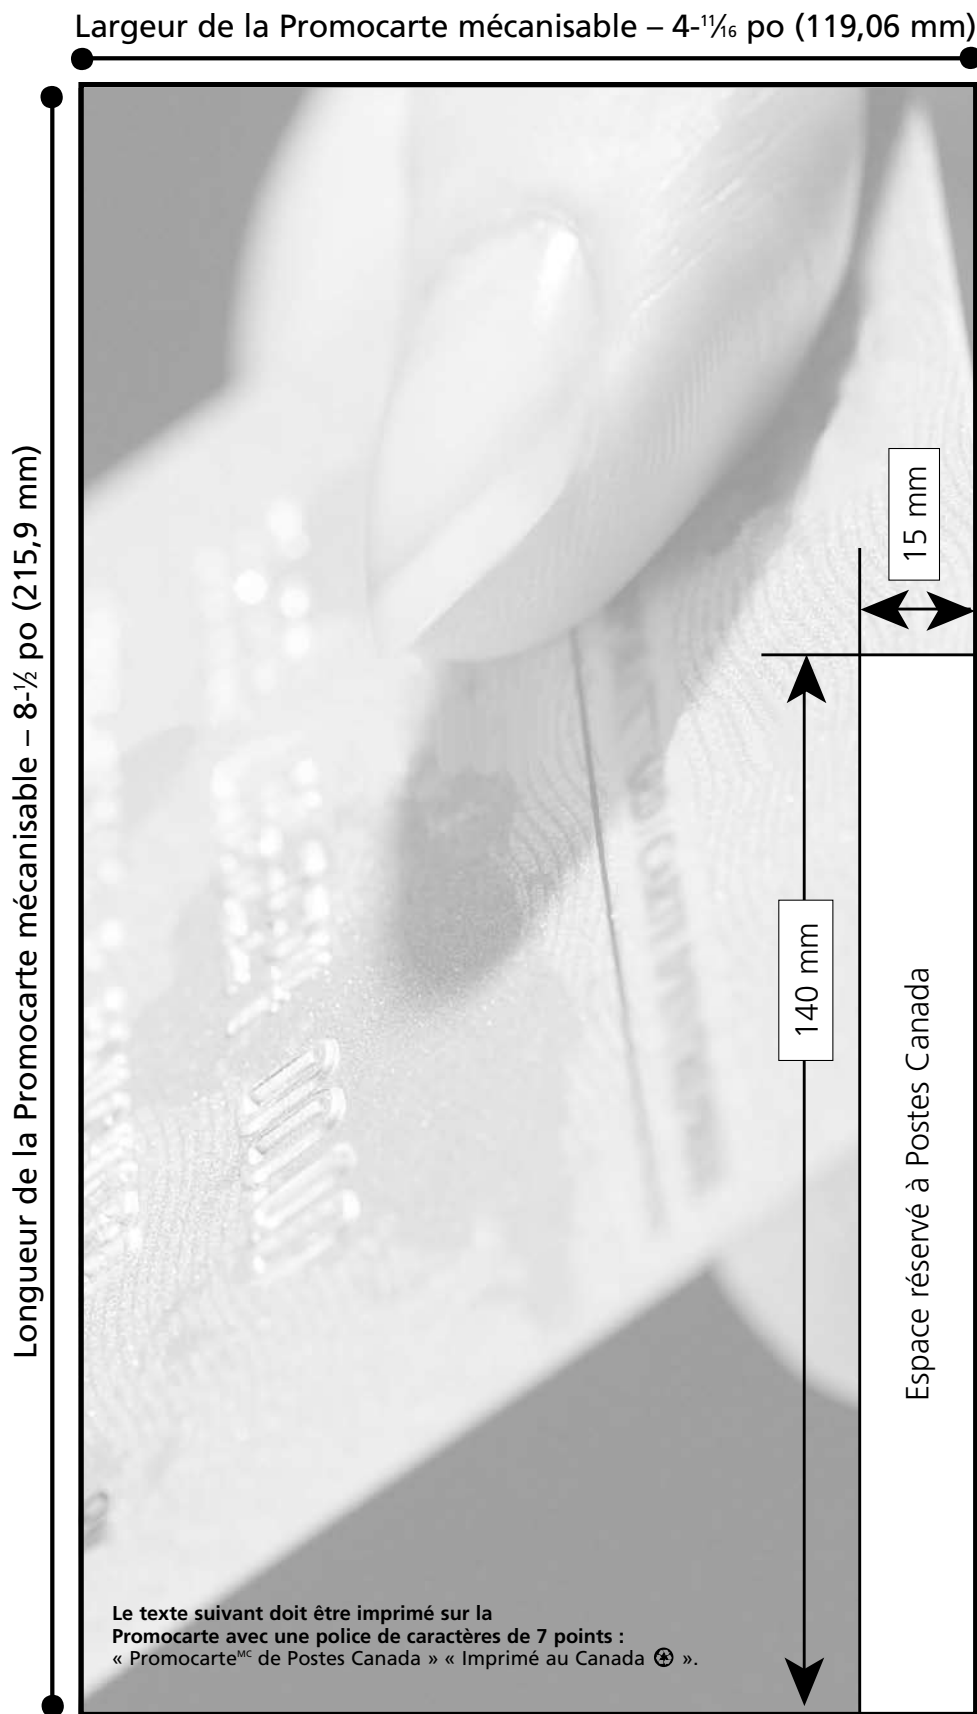 Largeur de la Promocarte mécanisable – 4-11⁄16 po (119,06 mm)
Longueur de la Promocarte mécanisable – 8-½ po (215,9 mm)
15 mm
140 mm
Espace réservé à Postes Canada
Le texte suivant doit être imprimé sur la
Promocarte avec une police de caractères de 7 points :
« Promocarteᴹᶜ de Postes Canada » « Imprimé au Canada ».